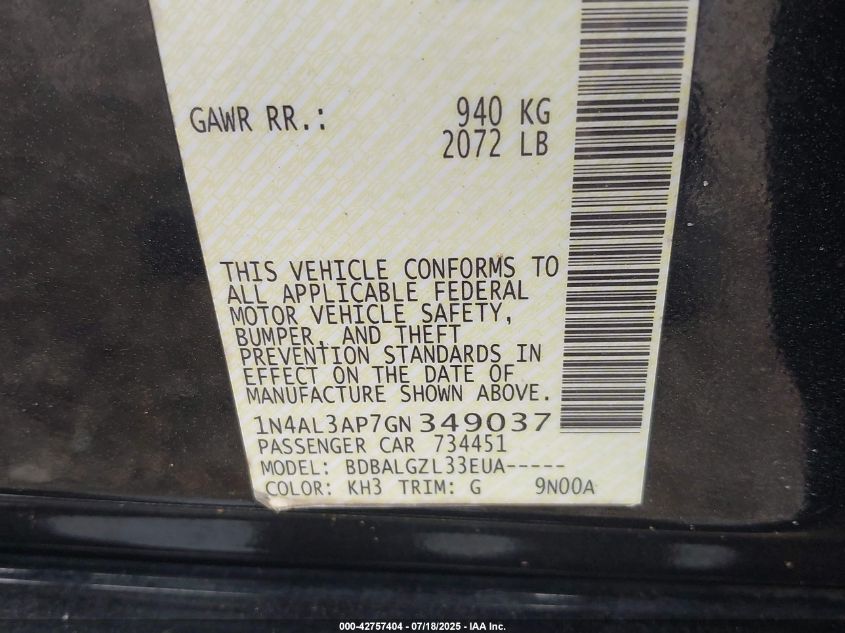 GAWR RR.: 940 KG
2072 LB
THIS VEHICLE CONFORMS TO
ALL APPLICABLE FEDERAL
MOTOR VEHICLE SAFETY,
BUMPER, AND THEFT
PREVENTION STANDARDS IN
EFFECT ON THE DATE OF
MANUFACTURE SHOWN ABOVE.
1N4AL3AP7GN349037
PASSENGER CAR 734451
MODEL: BDBALGZL33EUA-----
COLOR: KH3 TRIM: G 9N00A
000-42757404 - 07/18/2025 - IAA Inc.